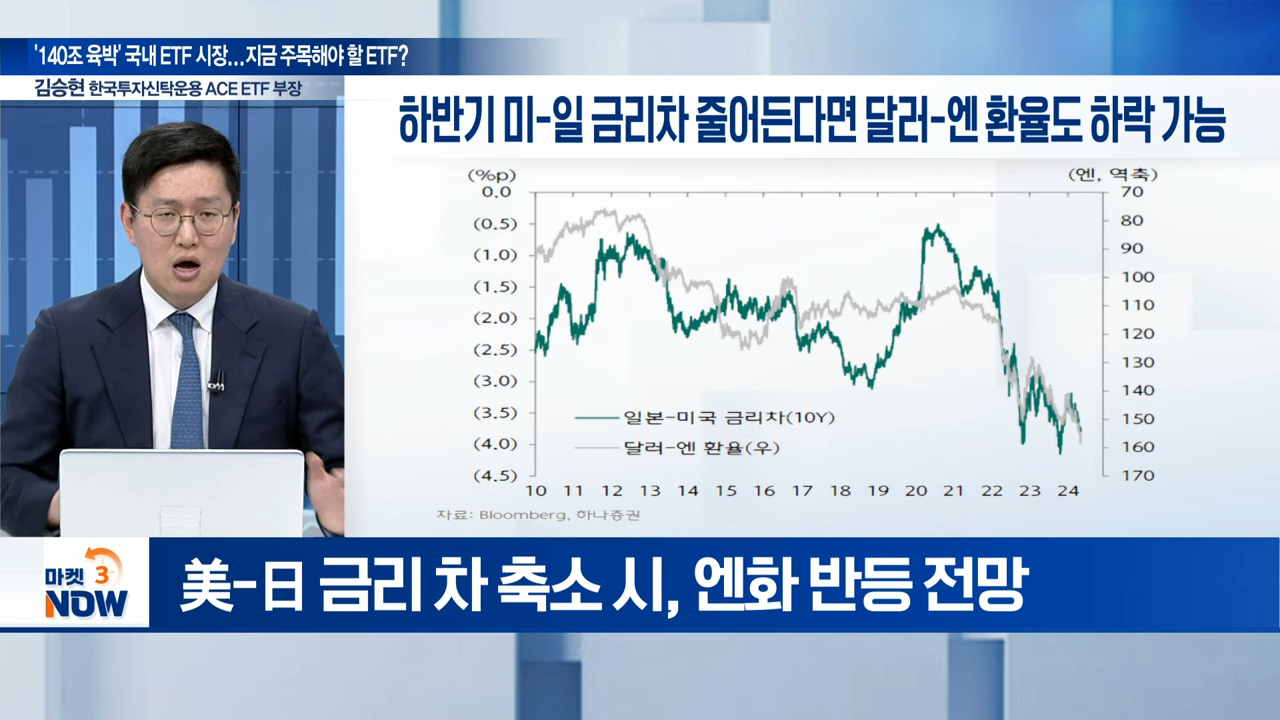 '140조 육박' 국내 ETF 시장...지금 주목해야 할 ETF?
김승현 한국투자신탁운용 ACE ETF 부장
하반기 미-일 금리차 줄어든다면 달러-엔 환율도 하락 가능
(%p) (엔, 역축)
0.0 70
(0.5) 80
(1.0) 90
(1.5) 100
(2.0) 110
(2.5) 120
(3.0) 130
(3.5) 140
(4.0) 150
(4.5) 160
170
일본-미국 금리차(10Y)
달러-엔 환율(우)
10 11 12 13 14 15 16 17 18 19 20 21 22 23 24
자료: Bloomberg, 하나증권
마켓 3
NOW
美-日 금리 차 축소 시, 엔화 반등 전망